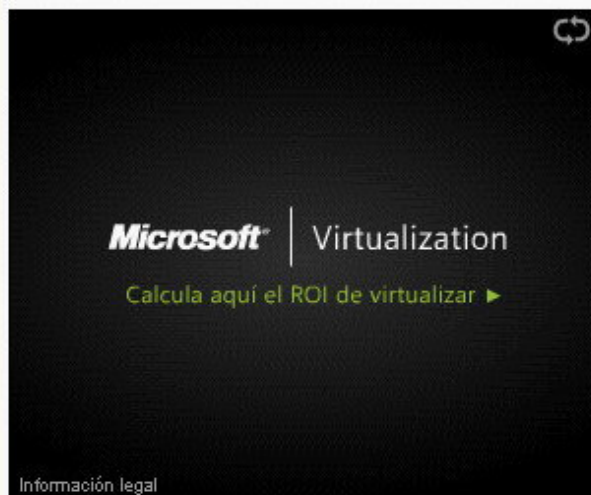 Microsoft® | Virtualization
Calcula aquí el ROI de virtualizar ►
Información legal